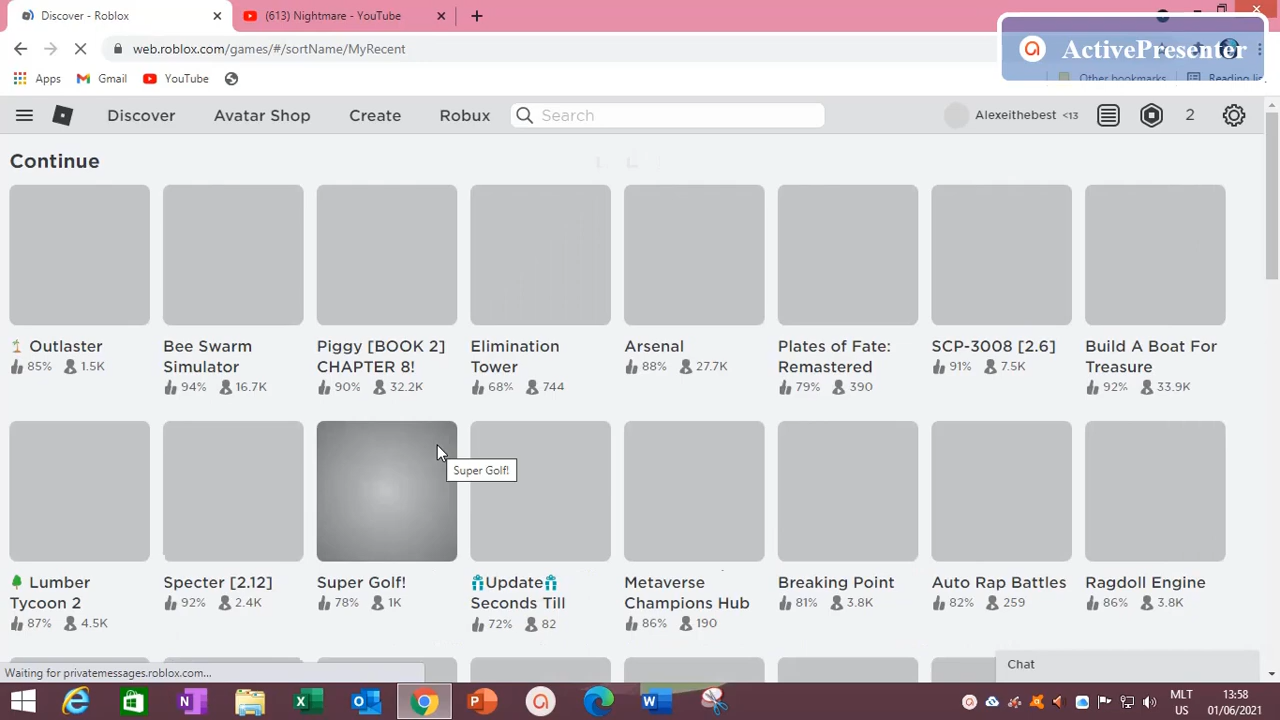 Discover - Roblox
(613) Nightmare - YouTube
web.roblox.com/games/#/sortName/MyRecent
ActivePresenter
Apps
Gmail
YouTube
Other bookmarks
Reading lis
Discover
Avatar Shop
Create
Robux
Search
Alexeithebest <13
2
Continue
Outlaster
85% 1.5K
Bee Swarm
Simulator
94% 16.7K
Piggy [BOOK 2]
CHAPTER 8!
90% 32.2K
Elimination
Tower
68% 744
Arsenal
88% 27.7K
Plates of Fate:
Remastered
79% 390
SCP-3008 [2.6]
91% 7.5K
Build A Boat For
Treasure
92% 33.9K
Super Golf!
Lumber
Tycoon 2
87% 4.5K
Specter [2.12]
92% 2.4K
Super Golf!
78% 1K
Update
Seconds Till
72% 82
Metaverse
Champions Hub
86% 190
Breaking Point
81% 3.8K
Auto Rap Battles
82% 259
Ragdoll Engine
86% 3.8K
Waiting for privatemessages.roblox.com...
Chat
MLT
US
13:58
01/06/2021